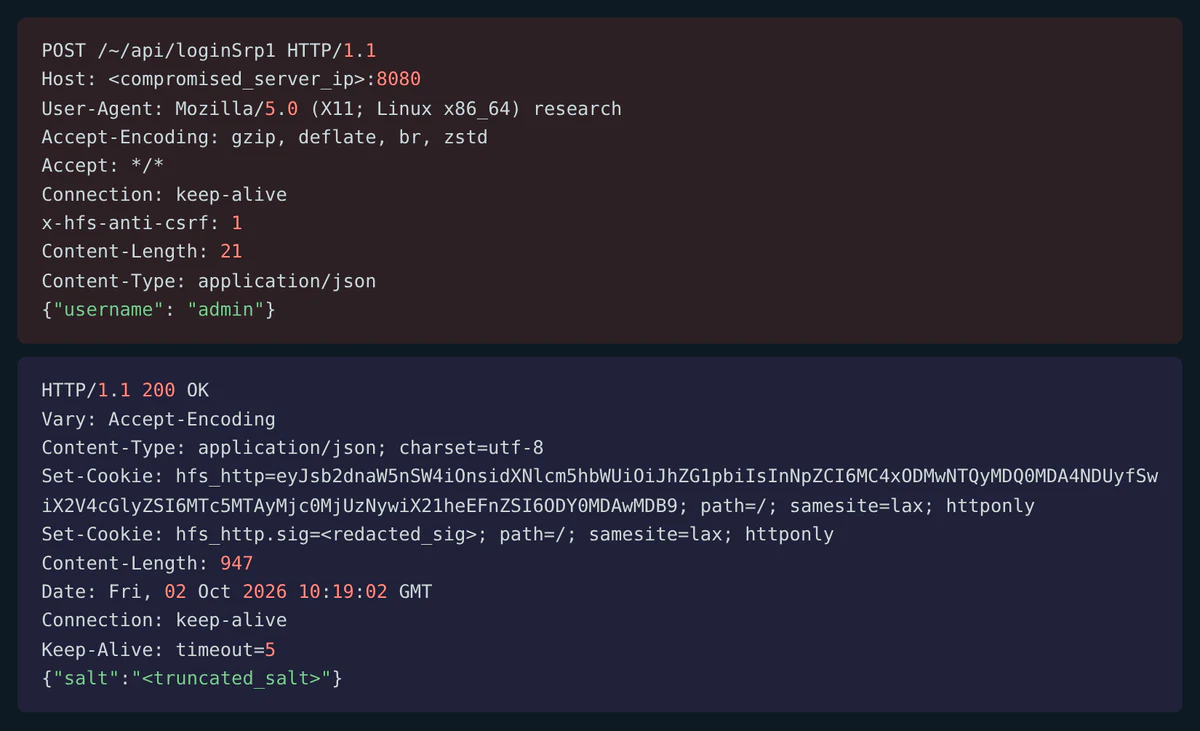 POST /~/api/loginSrp1 HTTP/1.1
Host: <compromised_server_ip>:8080
User-Agent: Mozilla/5.0 (X11; Linux x86_64) research
Accept-Encoding: gzip, deflate, br, zstd
Accept: */*
Connection: keep-alive
x-hfs-anti-csrf: 1
Content-Length: 21
Content-Type: application/json
{"username": "admin"}
HTTP/1.1 200 OK
Vary: Accept-Encoding
Content-Type: application/json; charset=utf-8
Set-Cookie: hfs_http=eyJsb2dnaW5nSW4iOnsidXNlcm5hbWUiOiJhZG1pbiIsInNpZCI6MC4xODMwNTQyMDQ0MDA4NDUyfSw
iX2V4cGlyZSI6MTc5MTAyMjc0MjUzNywiX21heEFnZSI6ODY0MDAwMDB9; path=/; samesite=lax; httponly
Set-Cookie: hfs_http.sig=<redacted_sig>; path=/; samesite=lax; httponly
Content-Length: 947
Date: Fri, 02 Oct 2026 10:19:02 GMT
Connection: keep-alive
Keep-Alive: timeout=5
{"salt":"<truncated_salt>"}